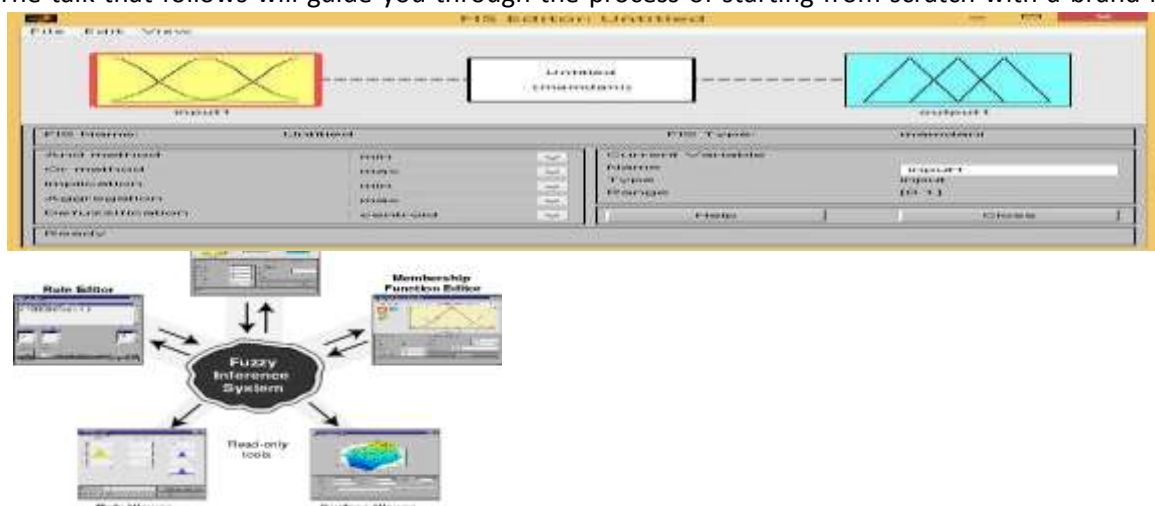 The talk that follows will guide you through the process of starting from scratch with a brand
FIS Editor: Untitled
File Edit View
Untitled
(mamdani)
input1
output1
FIS Name: Untitled FIS Type: mamdani
And method min
Or method max
Implication min
Aggregation max
Defuzzification centroid
Current Variable
Name input1
Type input
Range [0 1]
Help Close
Ready
Rule Editor
Membership
Function Editor
Fuzzy
Inference
System
Read-only
tools